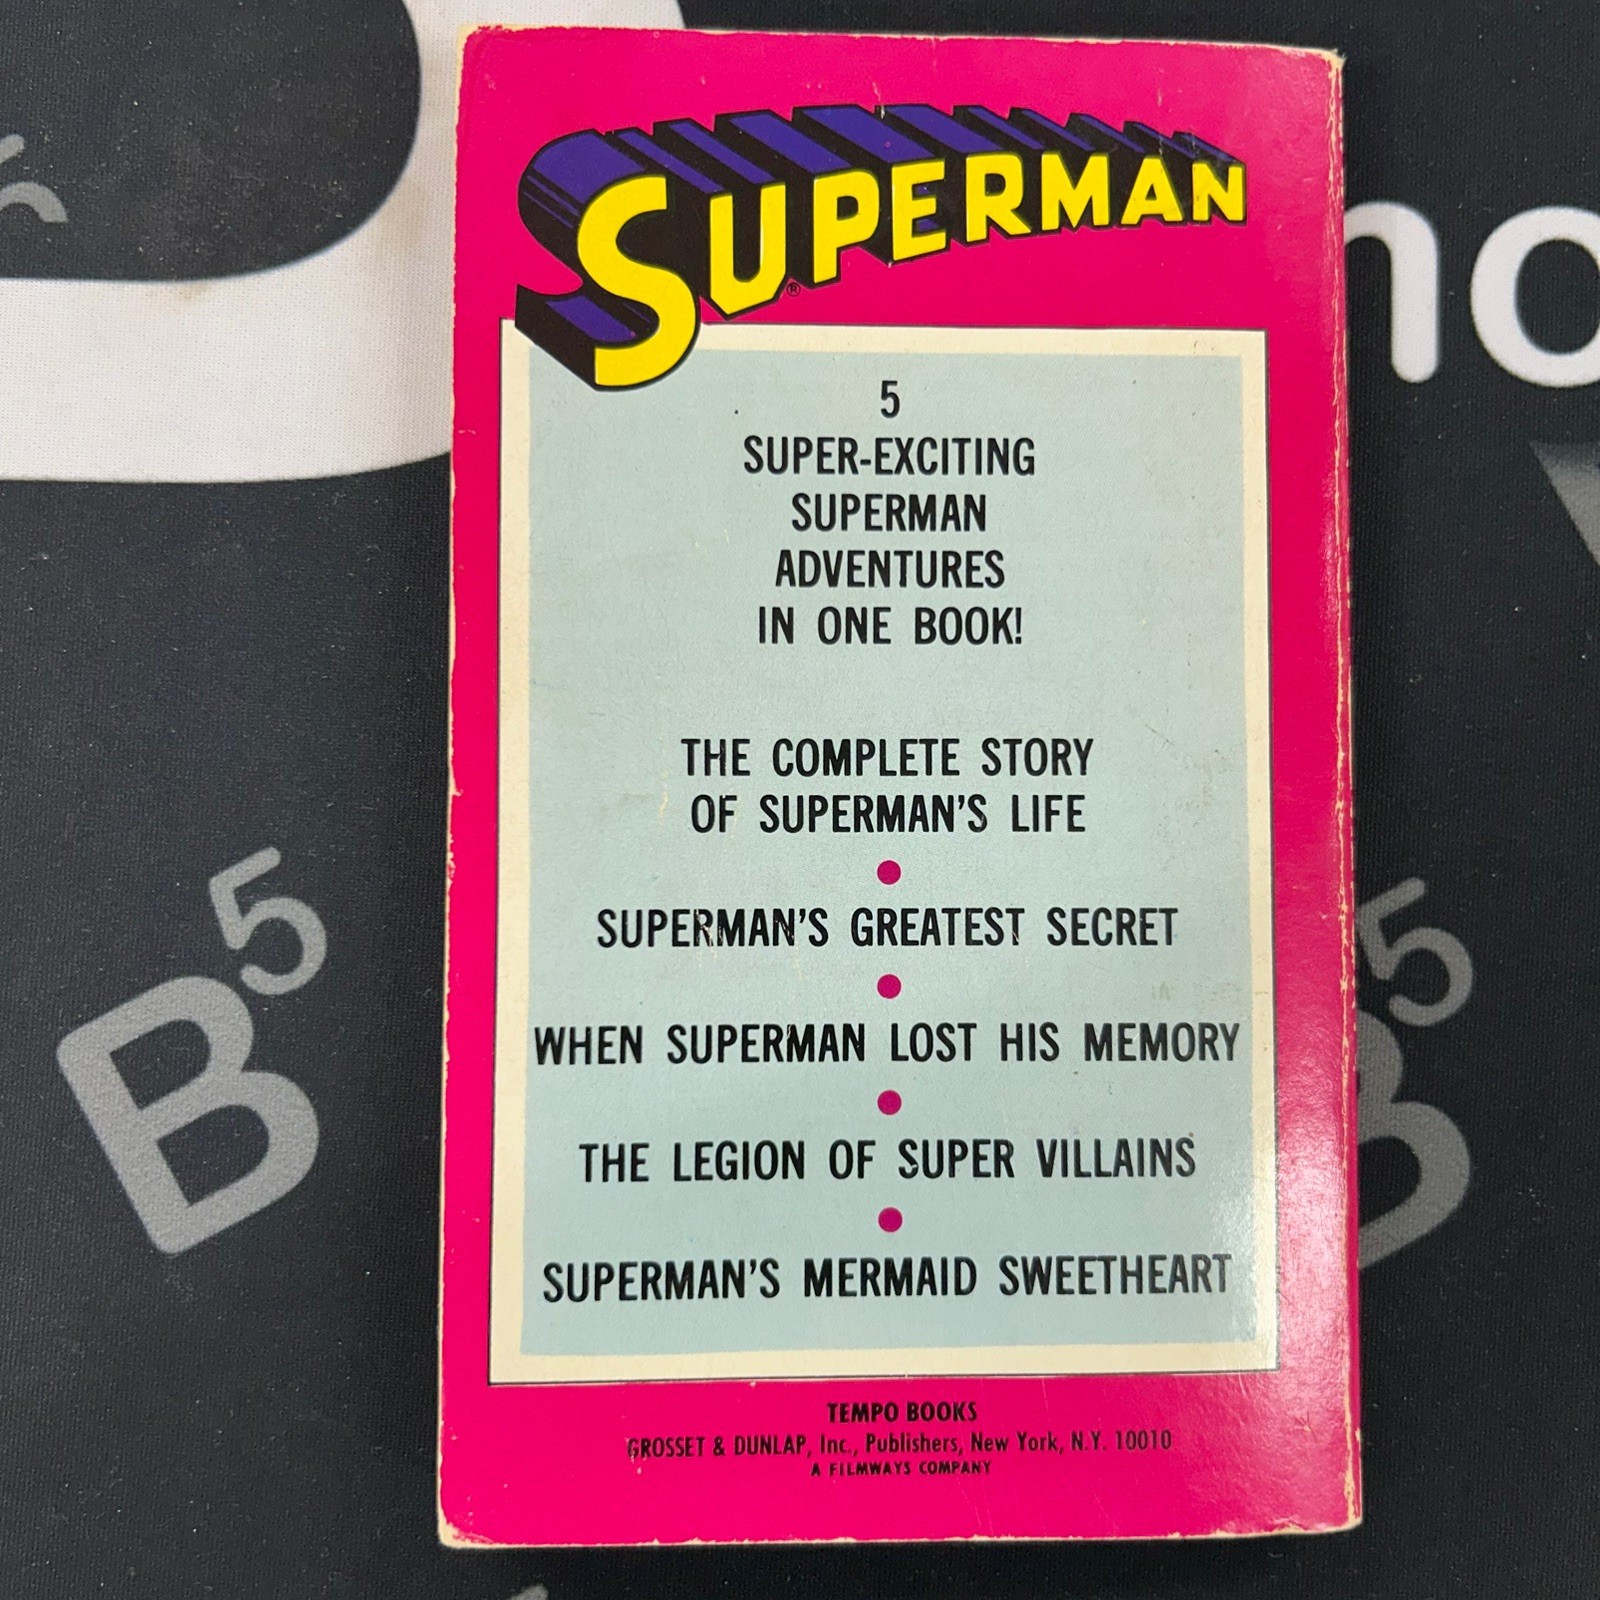 SUPERMAN®
5
SUPER-EXCITING
SUPERMAN
ADVENTURES
IN ONE BOOK!
THE COMPLETE STORY
OF SUPERMAN'S LIFE
SUPERMAN'S GREATEST SECRET
WHEN SUPERMAN LOST HIS MEMORY
THE LEGION OF SUPER VILLAINS
SUPERMAN'S MERMAID SWEETHEART
TEMPO BOOKS
GROSSET & DUNLAP, Inc., Publishers, New York, N.Y. 10010
A FILMWAYS COMPANY
B5
B5